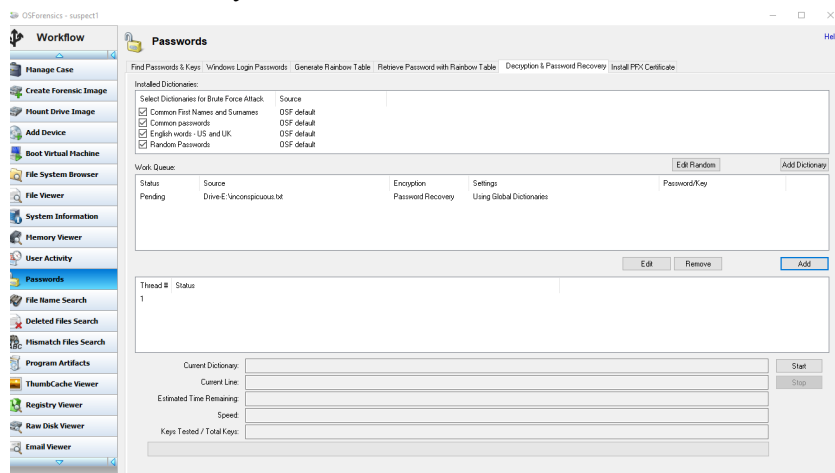 OSForensics - suspect1
Workflow
Manage Case
Create Forensic Image
Mount Drive Image
Add Device
Boot Virtual Machine
File System Browser
File Viewer
System Information
Memory Viewer
User Activity
Passwords
File Name Search
Deleted Files Search
Mismatch Files Search
Program Artifacts
ThumbCache Viewer
Registry Viewer
Raw Disk Viewer
Email Viewer
Passwords
Hel
Find Passwords & Keys Windows Login Passwords Generate Rainbow Table Retrieve Password with Rainbow Table Decryption & Password Recovery Install PFX Certificate
Installed Dictionaries:
Select Dictionaries for Brute Force Attack Source
Common First Names and Surnames OSF default
Common passwords OSF default
English words - US and UK OSF default
Random Passwords OSF default
Edit Random Add Dictionary
Work Queue:
Status Source Encryption Settings Password/Key
Pending Drive-E:\inconspicuous.txt Password Recovery Using Global Dictionaries
Edit Remove Add
Thread # Status
1
Current Dictionary: Start
Current Line: Stop
Estimated Time Remaining:
Speed:
Keys Tested / Total Keys: